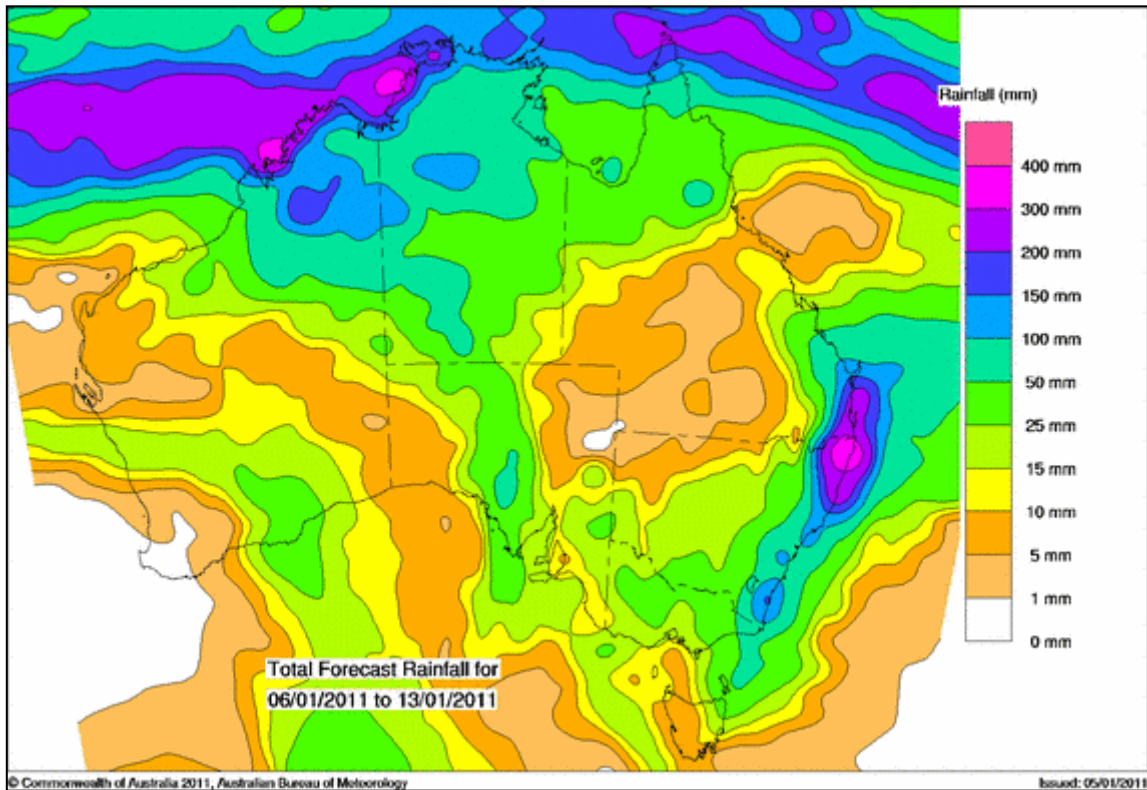 Rainfall (mm)
400 mm
300 mm
200 mm
150 mm
100 mm
50 mm
25 mm
15 mm
10 mm
5 mm
1 mm
0 mm
Total Forecast Rainfall for
06/01/2011 to 13/01/2011
© Commonwealth of Australia 2011, Australian Bureau of Meteorology
Issued: 05/01/2011